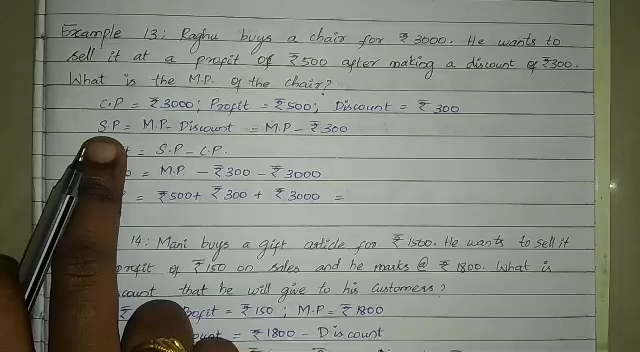 Example 13: Raghu buys a chair for ₹ 3000. He wants to
sell it at a profit of ₹500 after making a discount of ₹300.
What is the M.P. of the chair?
C.P = ₹3000; Profit = ₹500; Discount = ₹ 300
S.P = M.P - Discount = M.P - ₹300
= S.P - C.P.
= M.P. - ₹300 - ₹3000
= ₹500 + ₹300 + ₹3000 =
14: Mani buys a gift article for ₹ 1500. He wants to sell it
profit of ₹150 on sales and he marks @ ₹ 1800. What is
that he will give to his customers?
Profit = ₹150 ; M.P = ₹1800
= ₹1800 - Discount